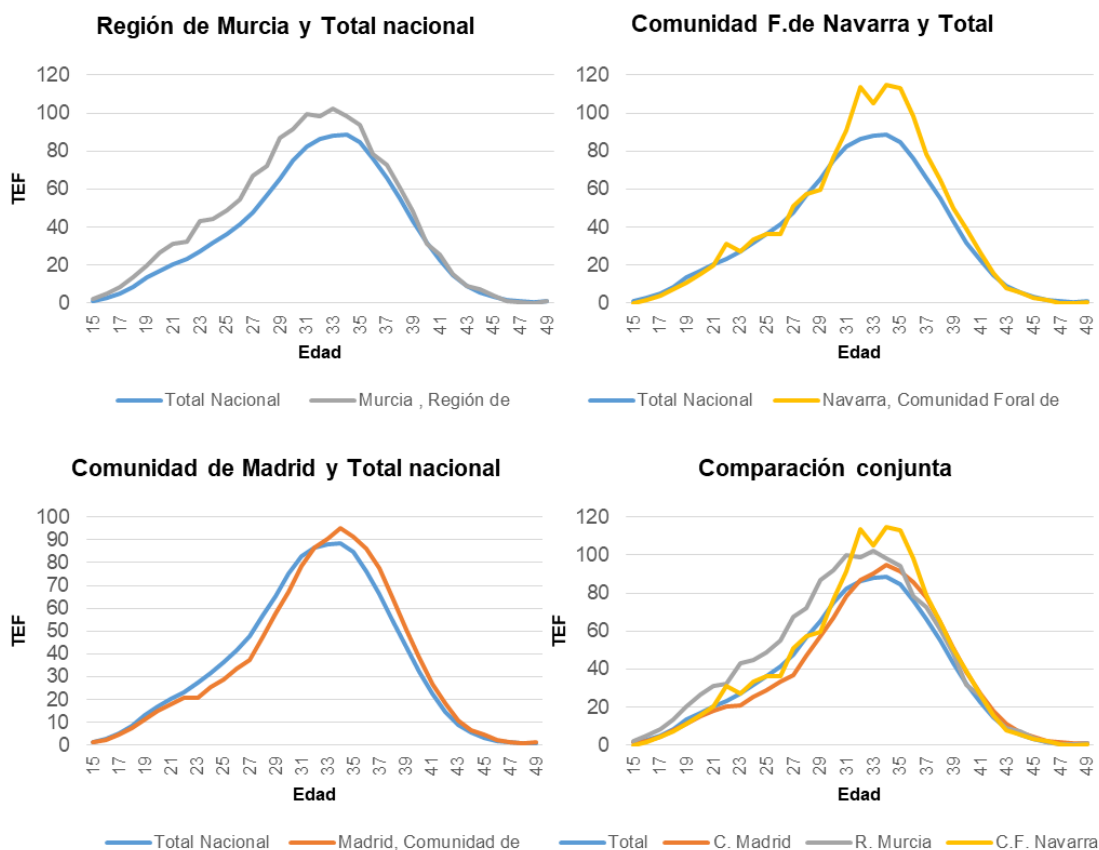 Región de Murcia y Total nacional
120
100
80
60
40
20
0
TEF
15 17 19 21 23 25 27 29 31 33 35 37 39 41 43 45 47 49
Edad
Total Nacional Murcia , Región de
Comunidad F.de Navarra y Total
120
100
80
60
40
20
0
15 17 19 21 23 25 27 29 31 33 35 37 39 41 43 45 47 49
Edad
Total Nacional Navarra, Comunidad Foral de
Comunidad de Madrid y Total nacional
100
90
80
70
60
50
40
30
20
10
0
TEF
15 17 19 21 23 25 27 29 31 33 35 37 39 41 43 45 47 49
Edad
Total Nacional Madrid, Comunidad de
Comparación conjunta
120
100
80
60
40
20
0
TEF
15 17 19 21 23 25 27 29 31 33 35 37 39 41 43 45 47 49
Edad
Total C. Madrid R. Murcia C.F. Navarra